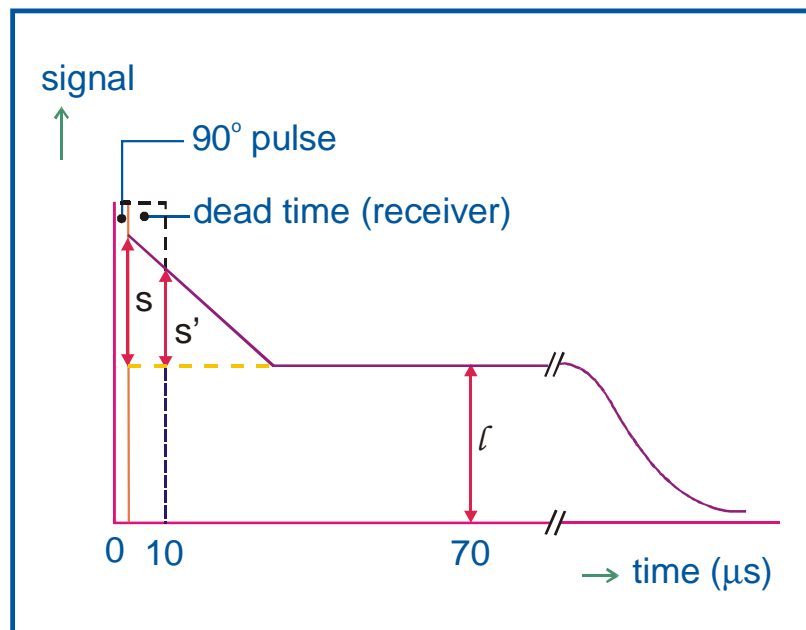 signal
90° pulse
dead time (receiver)
s
s’
l
0
10
70
time (μs)